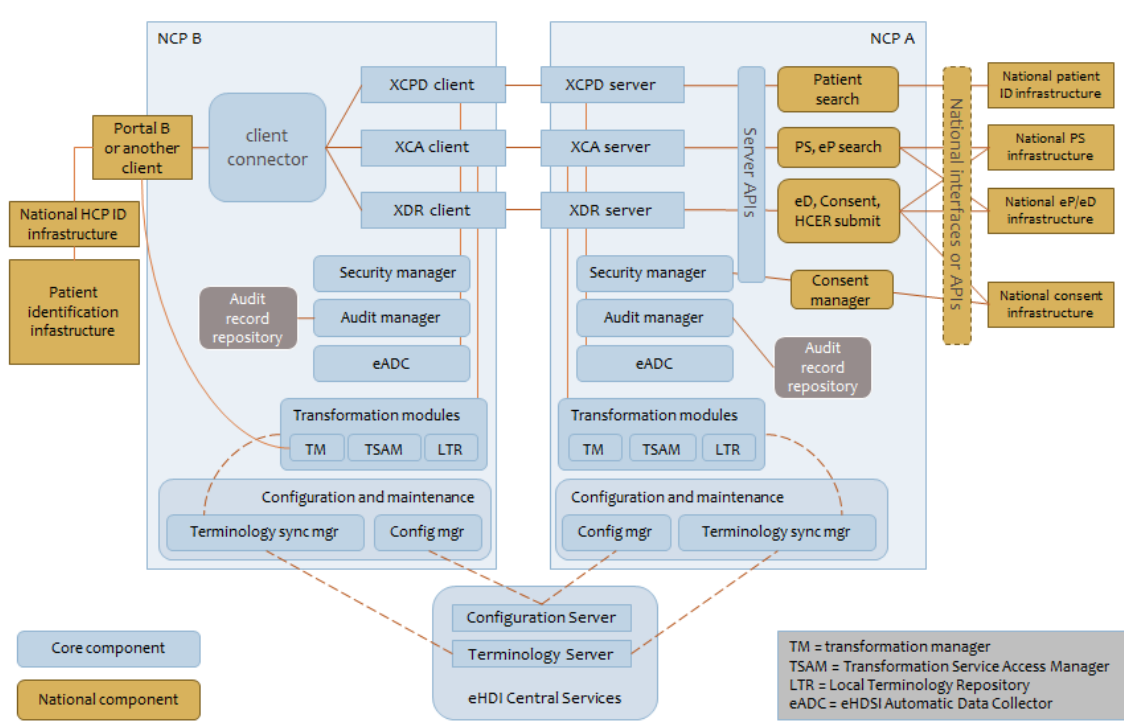 NCP B
NCP A
XCPD client
XCPD server
Patient
search
National patient
ID infrastructure
Portal B
or another
client
client
connector
XCA client
XCA server
Server APIs
PS, eP search
National interfaces or APIs
National PS
infrastructure
National HCP ID
infrastructure
XDR client
XDR server
eD, Consent,
HCER submit
National eP/eD
infrastructure
Patient
identification
infastructure
Security manager
Security manager
Consent
manager
National consent
infrastructure
Audit
record
repository
Audit manager
Audit manager
eADC
eADC
Audit
record
repository
Transformation modules
TM
TSAM
LTR
Transformation modules
TM
TSAM
LTR
Configuration and maintenance
Terminology sync mgr
Config mgr
Configuration and maintenance
Config mgr
Terminology sync mgr
Configuration Server
Terminology Server
eHDI Central Services
Core component
National component
TM = transformation manager
TSAM = Transformation Service Access Manager
LTR = Local Terminology Repository
eADC = eHDSI Automatic Data Collector